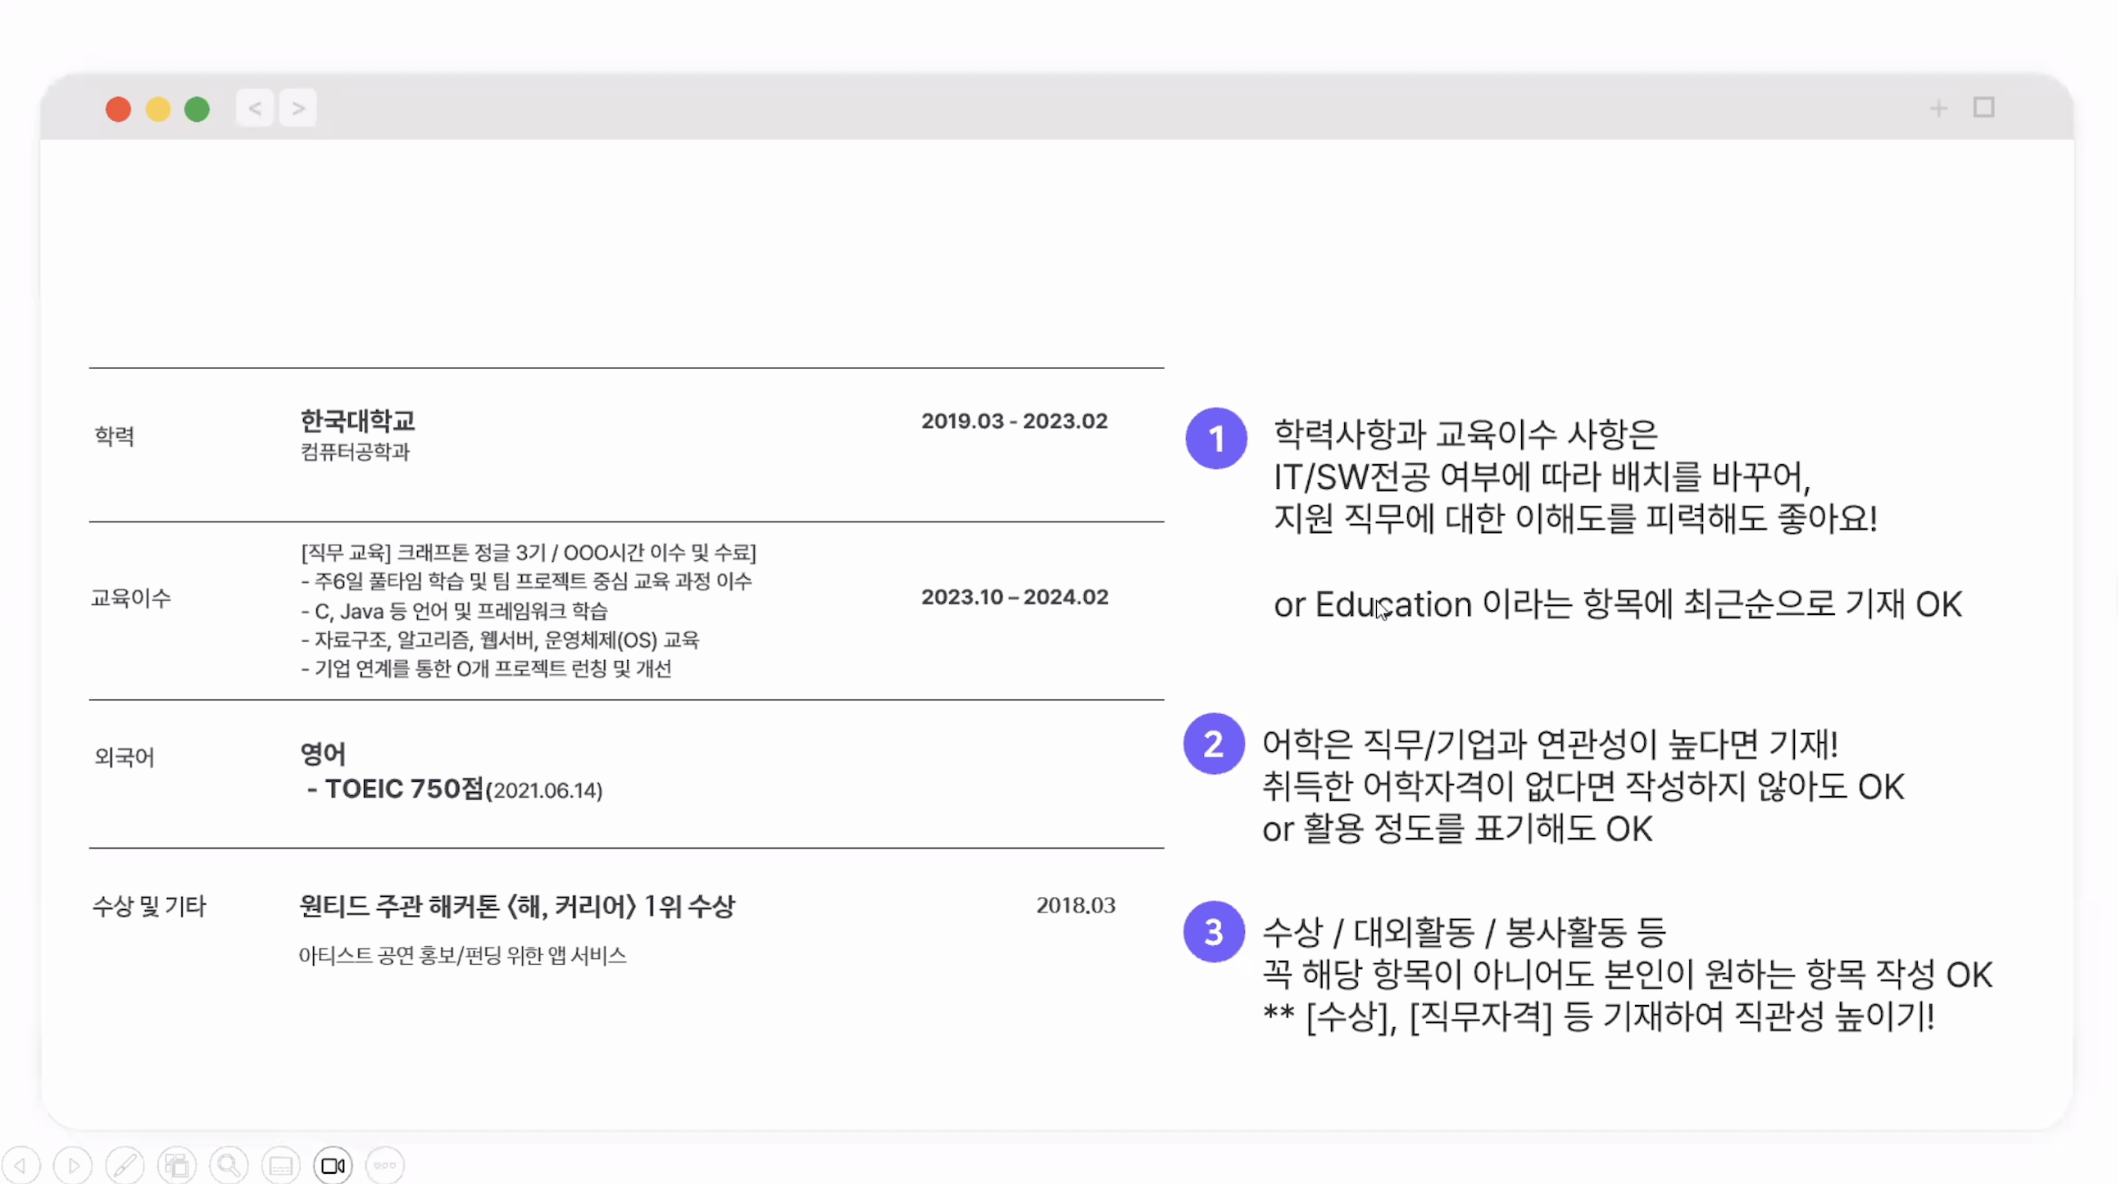 학력
한국대학교
컴퓨터공학과
2019.03 - 2023.02
교육이수
[직무 교육] 크래프톤 정글 3기 / OOO시간 이수 및 수료]
- 주6일 풀타임 학습 및 팀 프로젝트 중심 교육 과정 이수
- C, Java 등 언어 및 프레임워크 학습
- 자료구조, 알고리즘, 웹서버, 운영체제(OS) 교육
- 기업 연계를 통한 O개 프로젝트 런칭 및 개선
2023.10 – 2024.02
외국어
영어
- TOEIC 750점(2021.06.14)
수상 및 기타
원티드 주관 해커톤 〈해, 커리어〉 1위 수상
아티스트 공연 홍보/펀딩 위한 앱 서비스
2018.03
1
학력사항과 교육이수 사항은
IT/SW전공 여부에 따라 배치를 바꾸어,
지원 직무에 대한 이해도를 피력해도 좋아요!
or Education 이라는 항목에 최근순으로 기재 OK
2
어학은 직무/기업과 연관성이 높다면 기재!
취득한 어학자격이 없다면 작성하지 않아도 OK
or 활용 정도를 표기해도 OK
3
수상 / 대외활동 / 봉사활동 등
꼭 해당 항목이 아니어도 본인이 원하는 항목 작성 OK
** [수상], [직무자격] 등 기재하여 직관성 높이기!